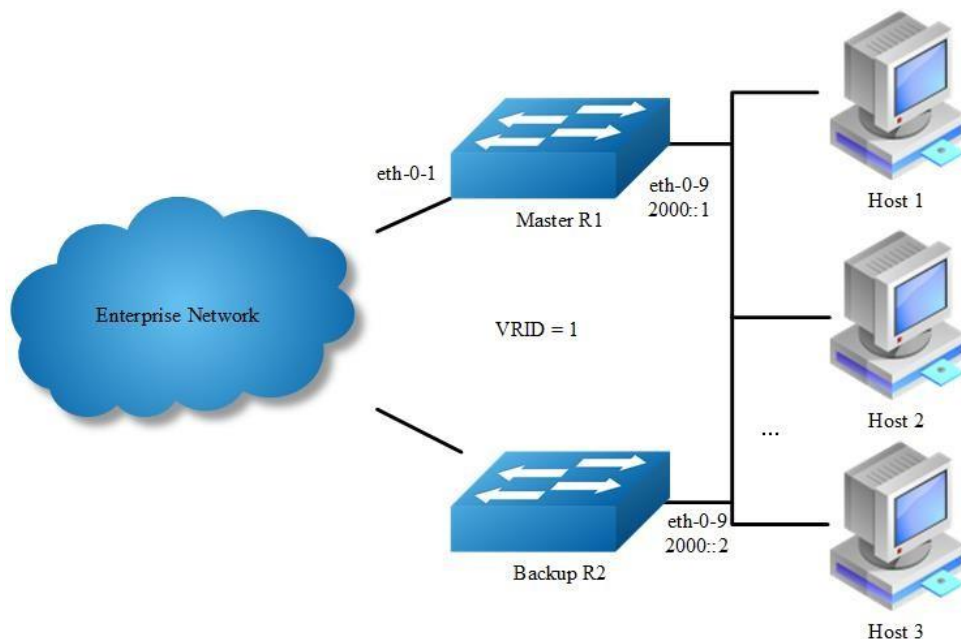 eth-0-1
eth-0-9
2000::1
Master R1
Host 1
Enterprise Network
VRID = 1
Host 2
...
eth-0-9
2000::2
Backup R2
Host 3